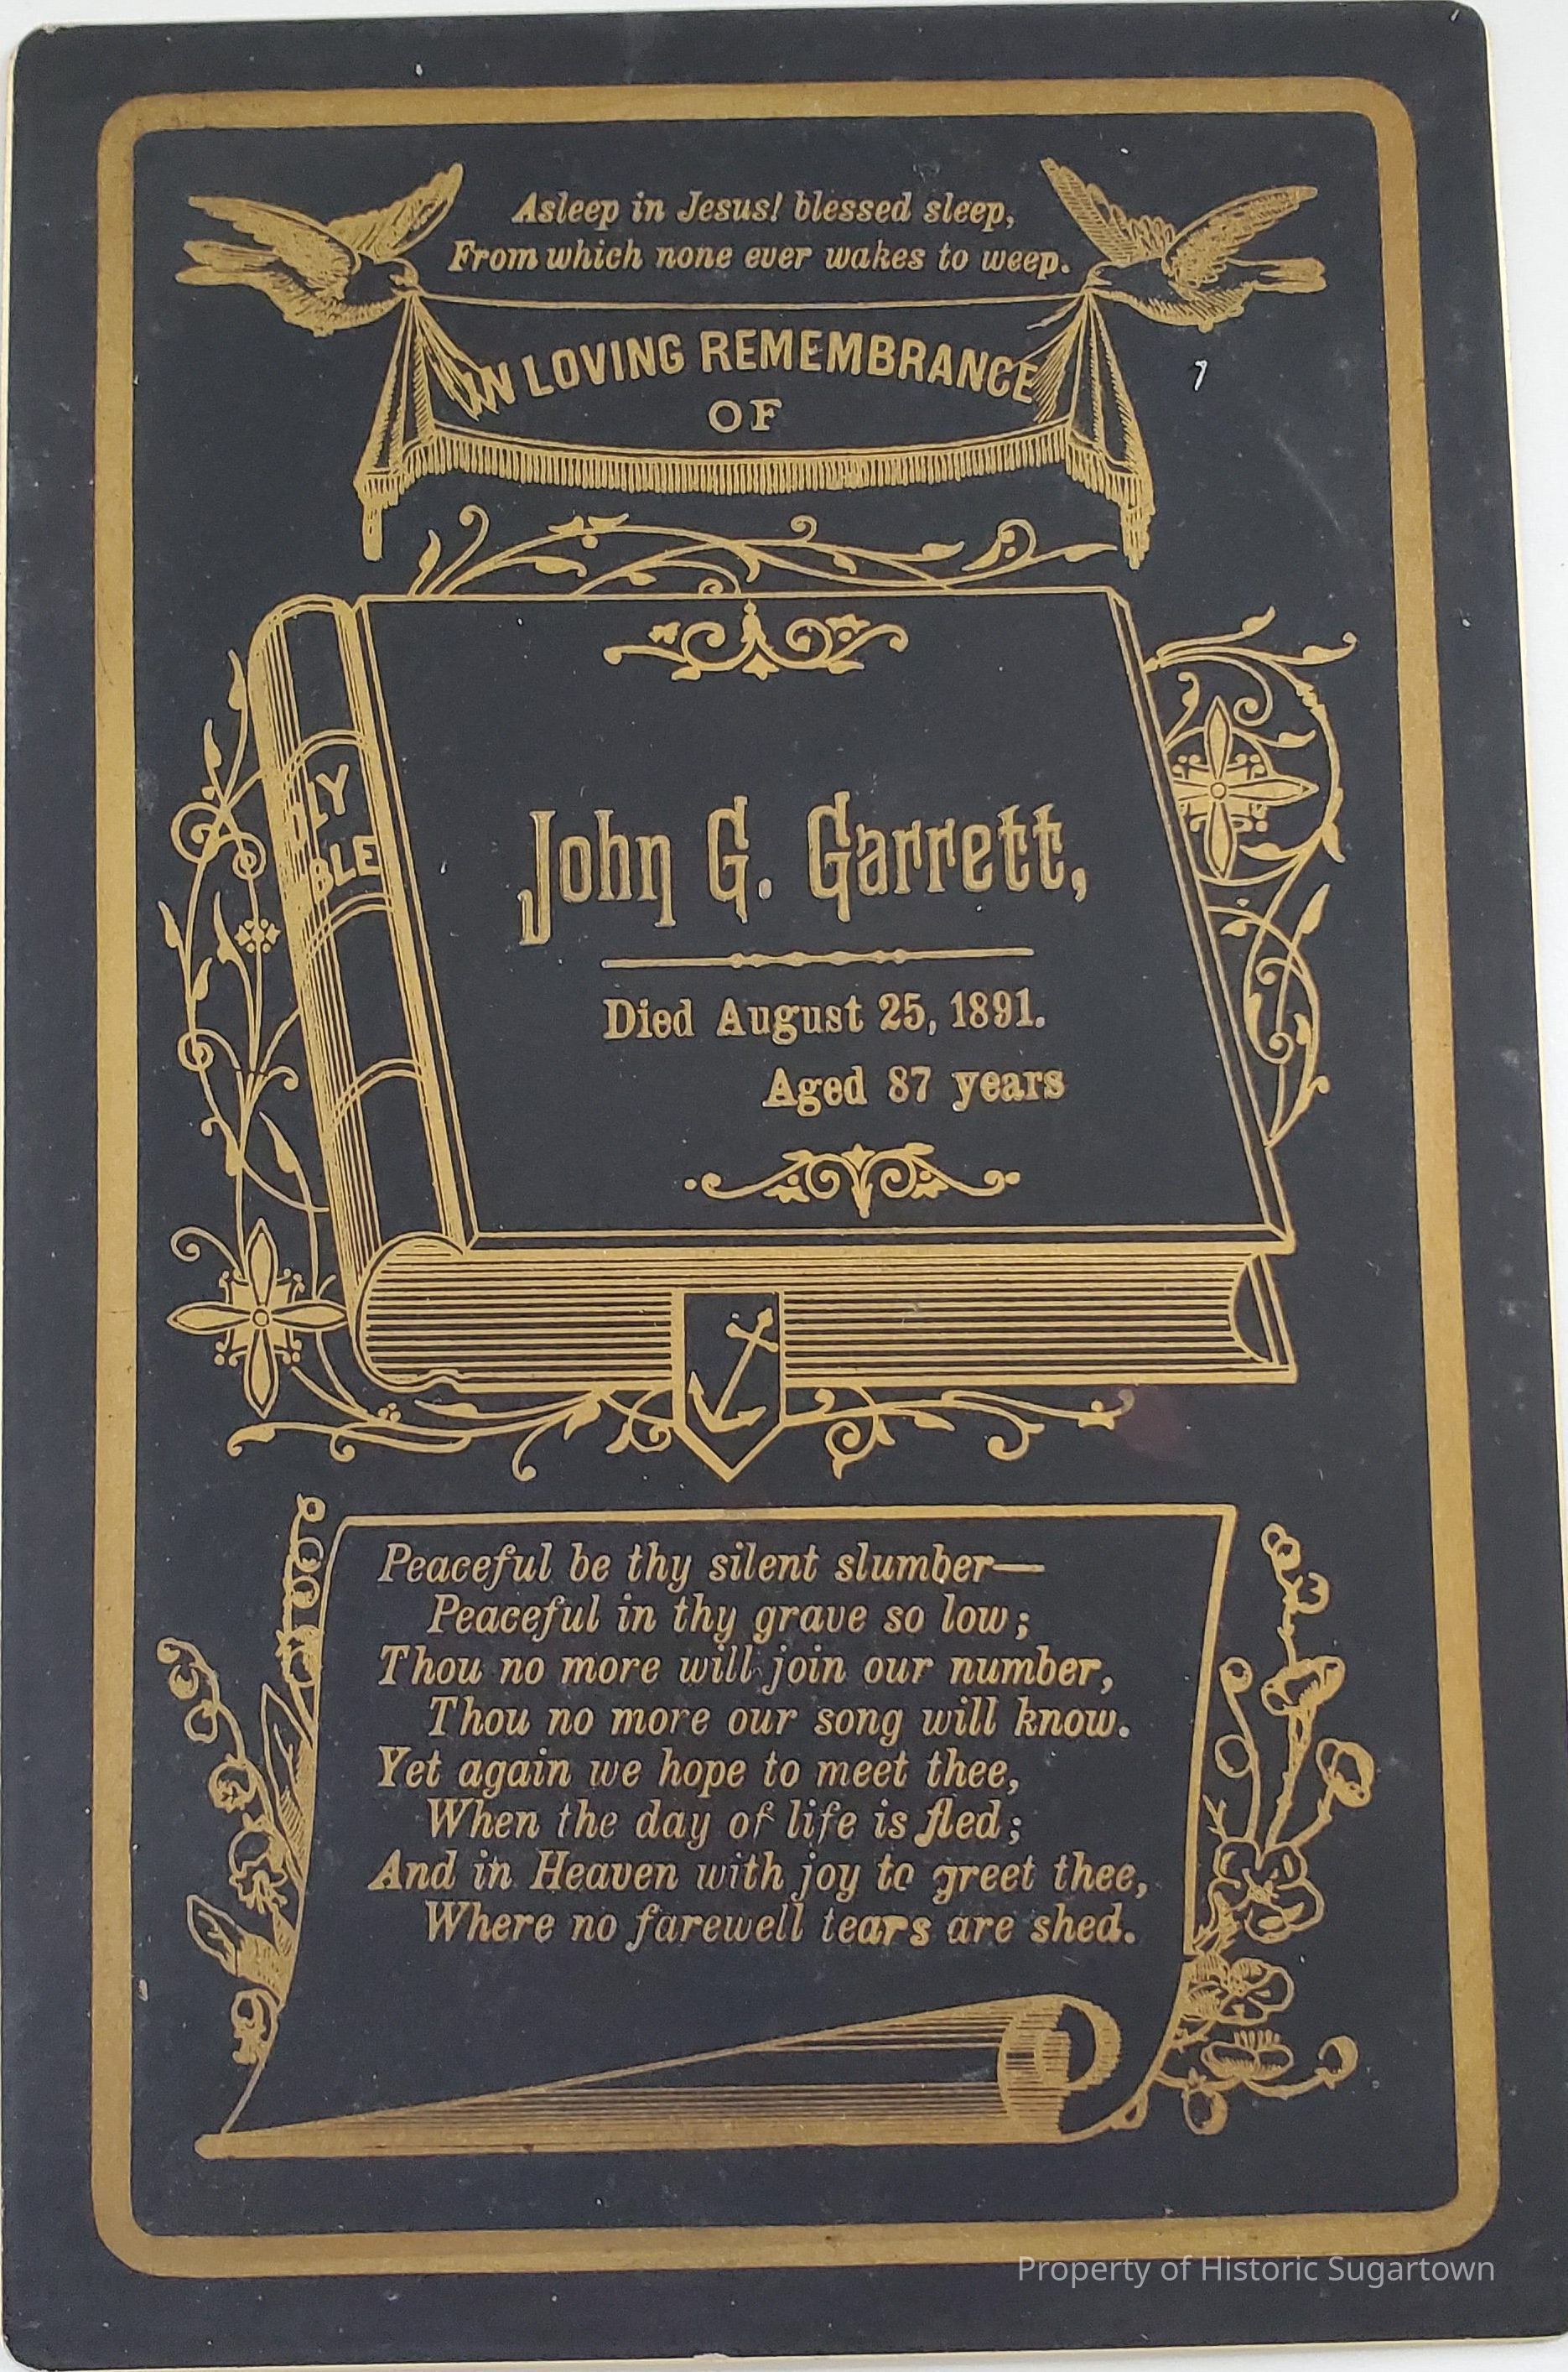 Asleep in Jesus! blessed sleep,
From which none ever wakes to weep.
IN LOVING REMEMBRANCE
OF
OLY
BLE
John G. Garrett,
Died August 25, 1891.
Aged 87 years
Peaceful be thy silent slumber—
Peaceful in thy grave so low;
Thou no more will join our number,
Thou no more our song will know.
Yet again we hope to meet thee,
When the day of life is fled;
And in Heaven with joy to greet thee,
Where no farewell tears are shed.
Property of Historic Sugartown